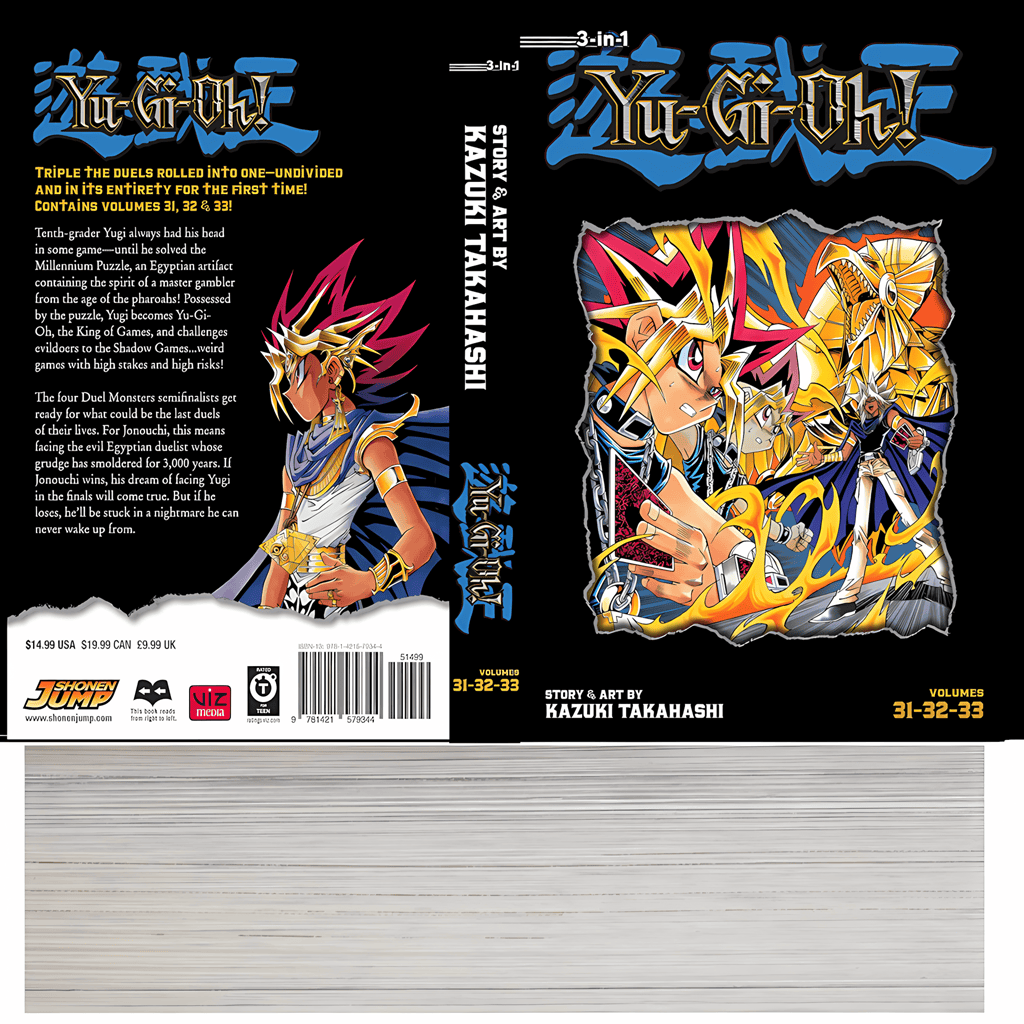 遊戯王
Yu-Gi-Oh!
TRIPLE THE DUELS ROLLED INTO ONE—UNDIVIDED
AND IN ITS ENTIRETY FOR THE FIRST TIME!
CONTAINS VOLUMES 31, 32 & 33!
Tenth-grader Yugi always had his head
in some game—until he solved the
Millennium Puzzle, an Egyptian artifact
containing the spirit of a master gambler
from the age of the pharoahs! Possessed
by the puzzle, Yugi becomes Yu-Gi-
Oh, the King of Games, and challenges
evildoers to the Shadow Games...weird
games with high stakes and high risks!
The four Duel Monsters semifinalists get
ready for what could be the last duels
of their lives. For Jonouchi, this means
facing the evil Egyptian duelist whose
grudge has smoldered for 3,000 years. If
Jonouchi wins, his dream of facing Yugi
in the finals will come true. But if he
loses, he'll be stuck in a nightmare he can
never wake up from.
$14.99 USA $19.99 CAN £9.99 UK
SHONEN
JUMP
www.shonenjump.com
This book reads
from right to left.
viz
media
RATED
T
FOR
TEEN
ratings.viz.com
51499
9 781421 579344
3-in-1
STORY & ART BY
KAZUKI TAKAHASHI
遊戯王
Yu-Gi-Oh!
VOLUMES
31-32-33
3-in-1
遊戯王
Yu-Gi-Oh!
STORY & ART BY
KAZUKI TAKAHASHI
VOLUMES
31-32-33